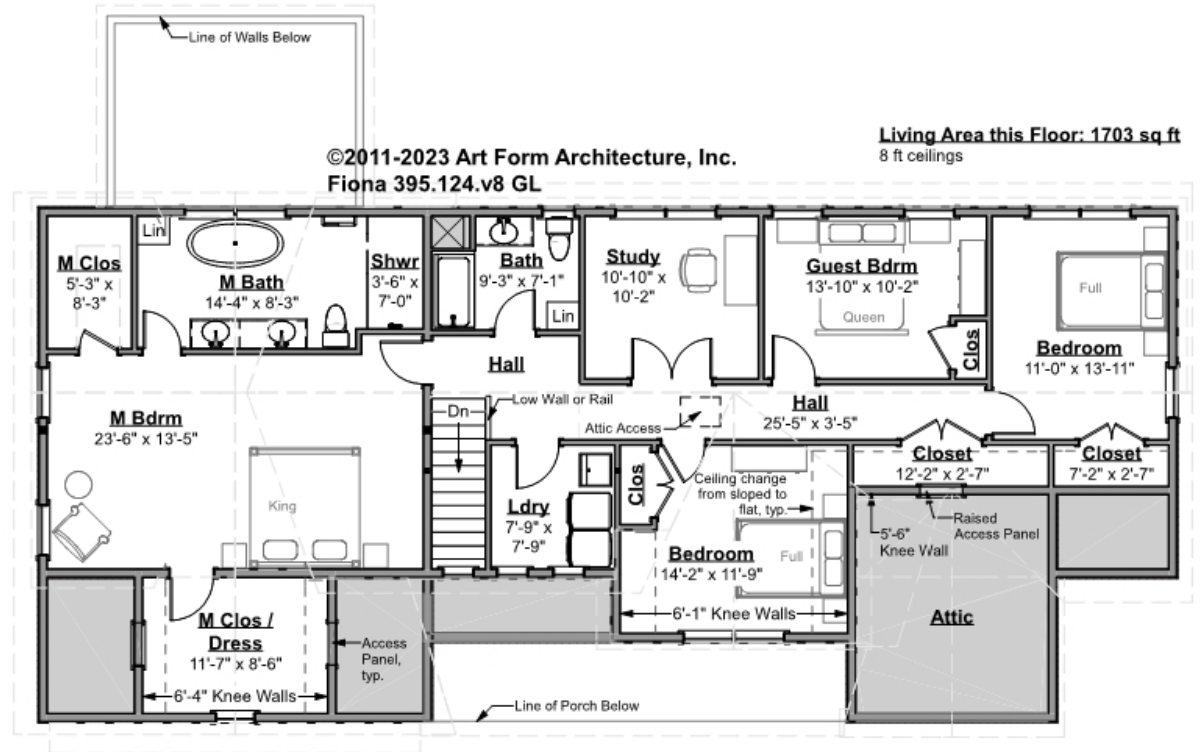 Line of Walls Below
Living Area this Floor: 1703 sq ft
8 ft ceilings
©2011-2023 Art Form Architecture, Inc.
Fiona 395.124.v8 GL
Lin
M Clos
5'-3" x
8'-3"
M Bath
14'-4" x 8'-3"
Shwr
3'-6" x
7'-0"
Bath
9'-3" x 7'-1"
Lin
Study
10'-10" x
10'-2"
Guest Bdrm
13'-10" x 10'-2"
Queen
Clos
Full
Bedroom
11'-0" x 13'-11"
Hall
Dn
Low Wall or Rail
Attic Access
Hall
25'-5" x 3'-5"
M Bdrm
23'-6" x 13'-5"
King
Closet
12'-2" x 2'-7"
Closet
7'-2" x 2'-7"
Clos
Ceiling change
from sloped to
flat, typ.
Ldry
7'-9" x
7'-9"
Raised
Access Panel
5'-6"
Knee Wall
Bedroom
14'-2" x 11'-9"
Full
6'-1" Knee Walls
Attic
M Clos /
Dress
11'-7" x 8'-6"
Access
Panel,
typ.
6'-4" Knee Walls
Line of Porch Below